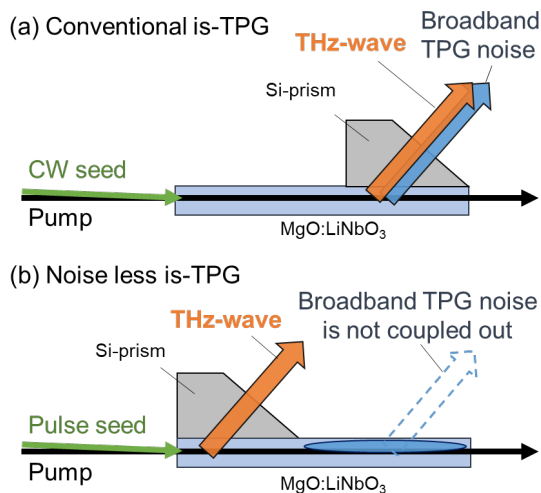 (a) Conventional is-TPG
Broadband
TPG noise
THz-wave
Si-prism
CW seed
Pump
MgO:LiNbO3
(b) Noise less is-TPG
Broadband TPG noise
is not coupled out
THz-wave
Si-prism
Pulse seed
Pump
MgO:LiNbO3